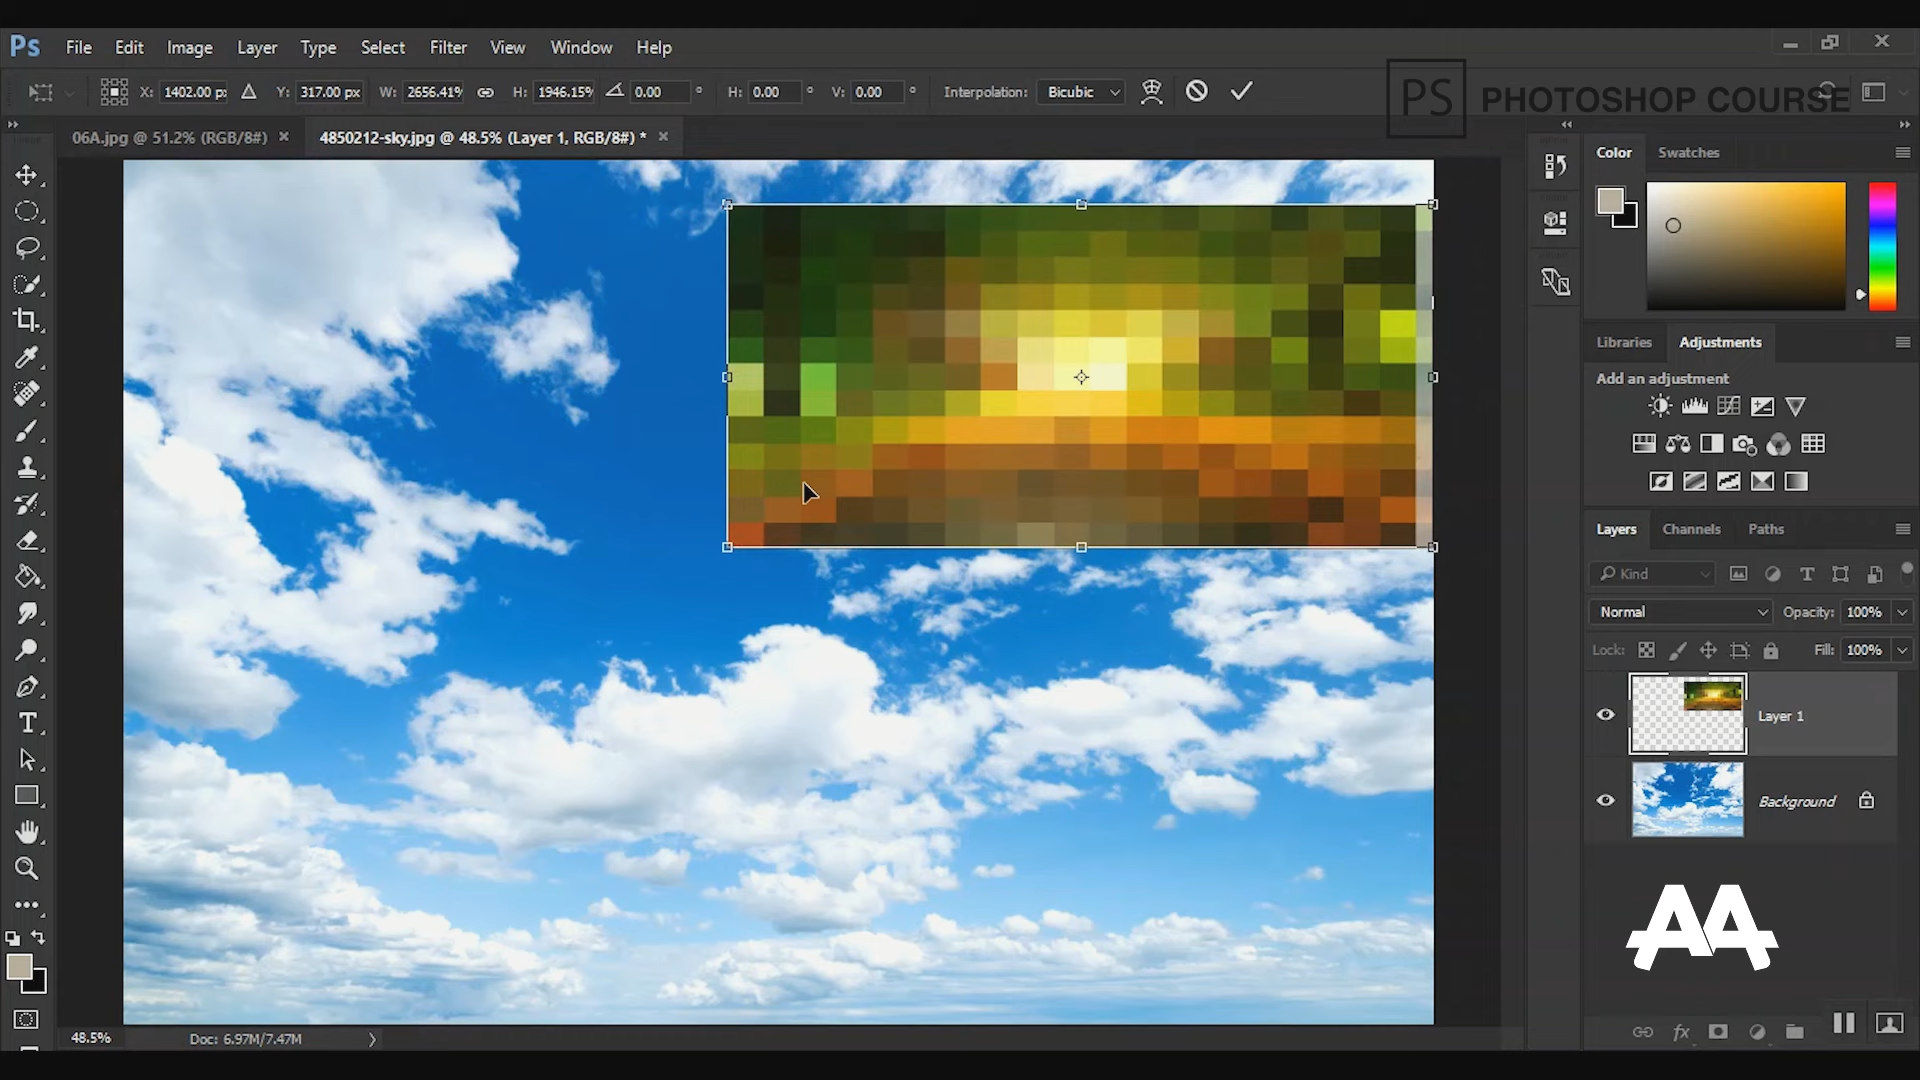 Ps File Edit Image Layer Type Select Filter View Window Help
X: 1402.00 p Y: 317.00 px W: 2656.41% H: 1946.15% 0.00 ° H: 0.00 ° V: 0.00 ° Interpolation: Bicubic
PS PHOTOSHOP COURSE
06A.jpg @ 51.2% (RGB/8#) × 4850212-sky.jpg @ 48.5% (Layer 1, RGB/8#) * ×
Color Swatches
Libraries Adjustments
Add an adjustment
Layers Channels Paths
Kind
Normal Opacity: 100%
Lock: Fill: 100%
Layer 1
Background
AA
fx
48.5% Doc: 6.97M/7.47M